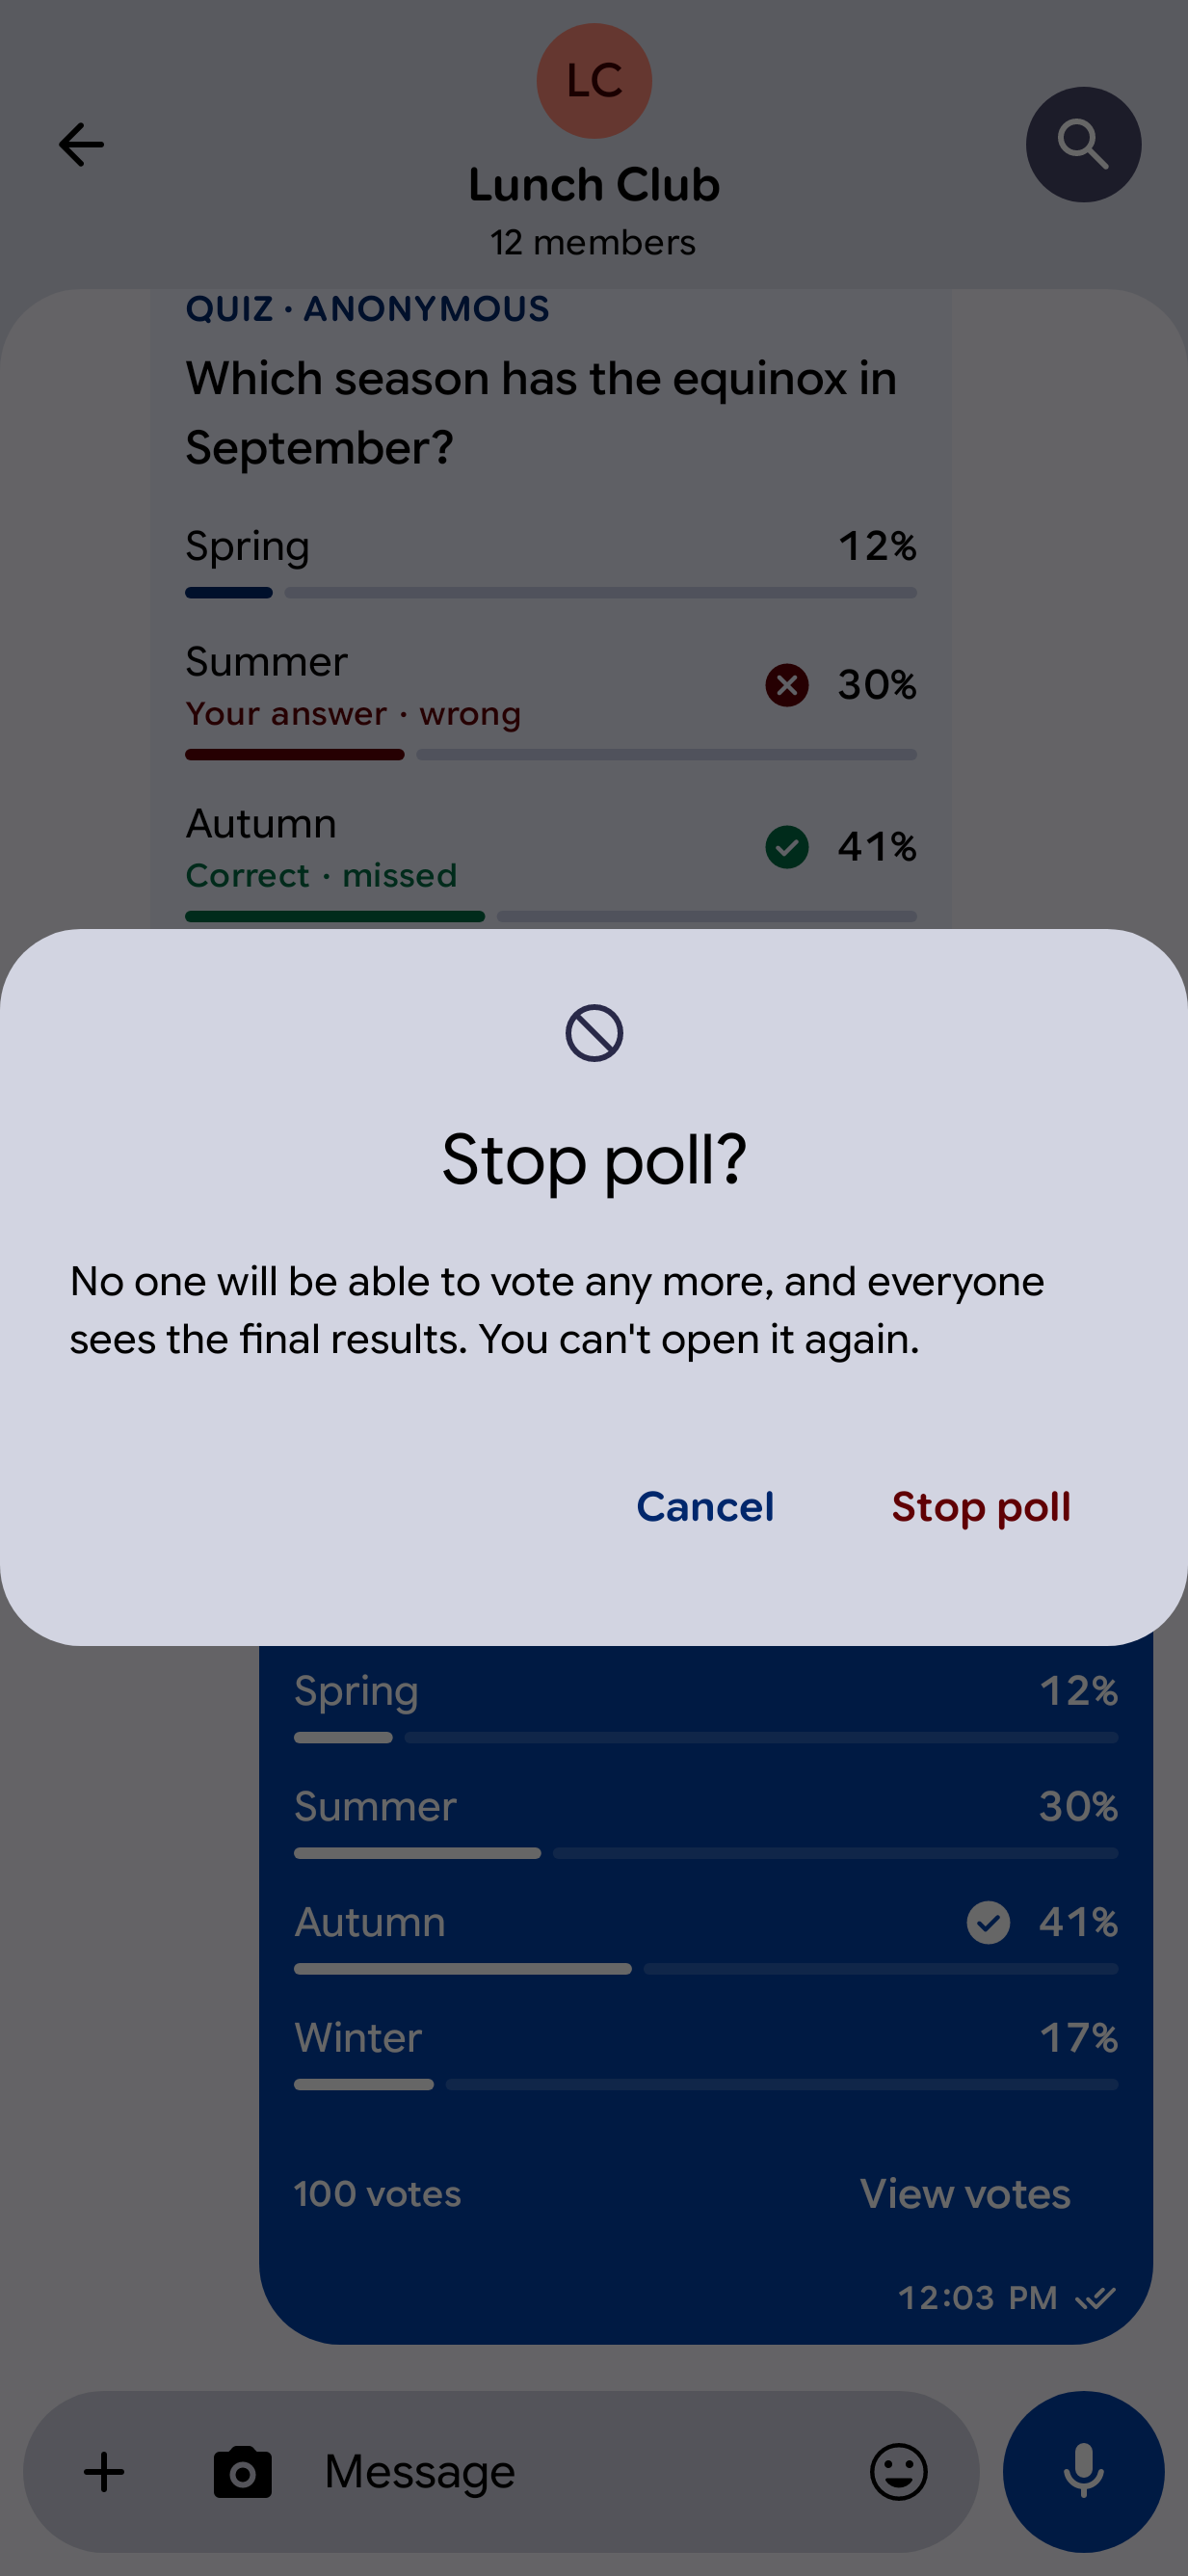 LC
Lunch Club
12 members
QUIZ · ANONYMOUS
Which season has the equinox in
September?
Spring 12%
Summer 30%
Your answer · wrong
Autumn 41%
Correct · missed
Stop poll?
No one will be able to vote any more, and everyone
sees the final results. You can't open it again.
Cancel Stop poll
Spring 12%
Summer 30%
Autumn 41%
Winter 17%
100 votes View votes
12:03 PM
Message